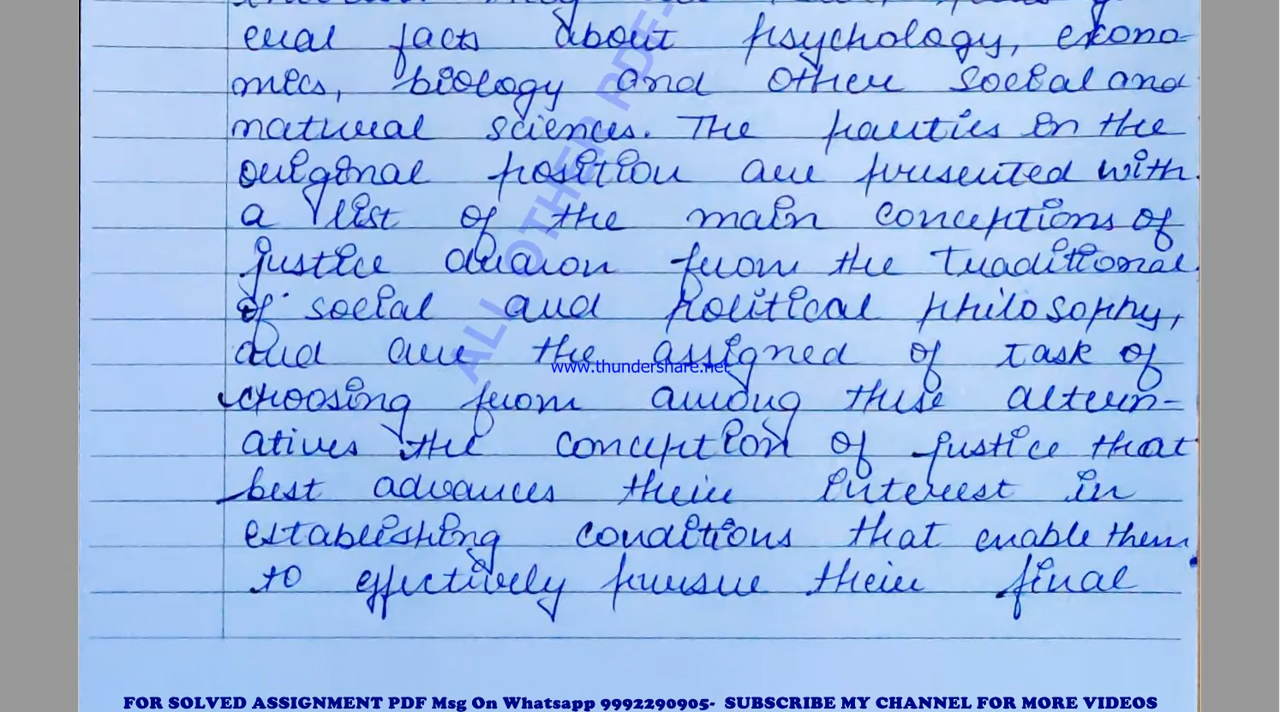 eral facts about psychology, econo-
mics, biology and other social and
natural sciences. The parties in the
original position are presented with
a list of the main conceptions of
justice drawn from the Traditional
of social and political philosophy,
and are the assigned of task of
choosing from among these altern-
atives the conception of justice that
best advances their interest in
establishing conditions that enable them
to effectively pursue their final
ALL OTHER PDF-
www.thundershare.net
FOR SOLVED ASSIGNMENT PDF Msg On Whatsapp 9992290905- SUBSCRIBE MY CHANNEL FOR MORE VIDEOS